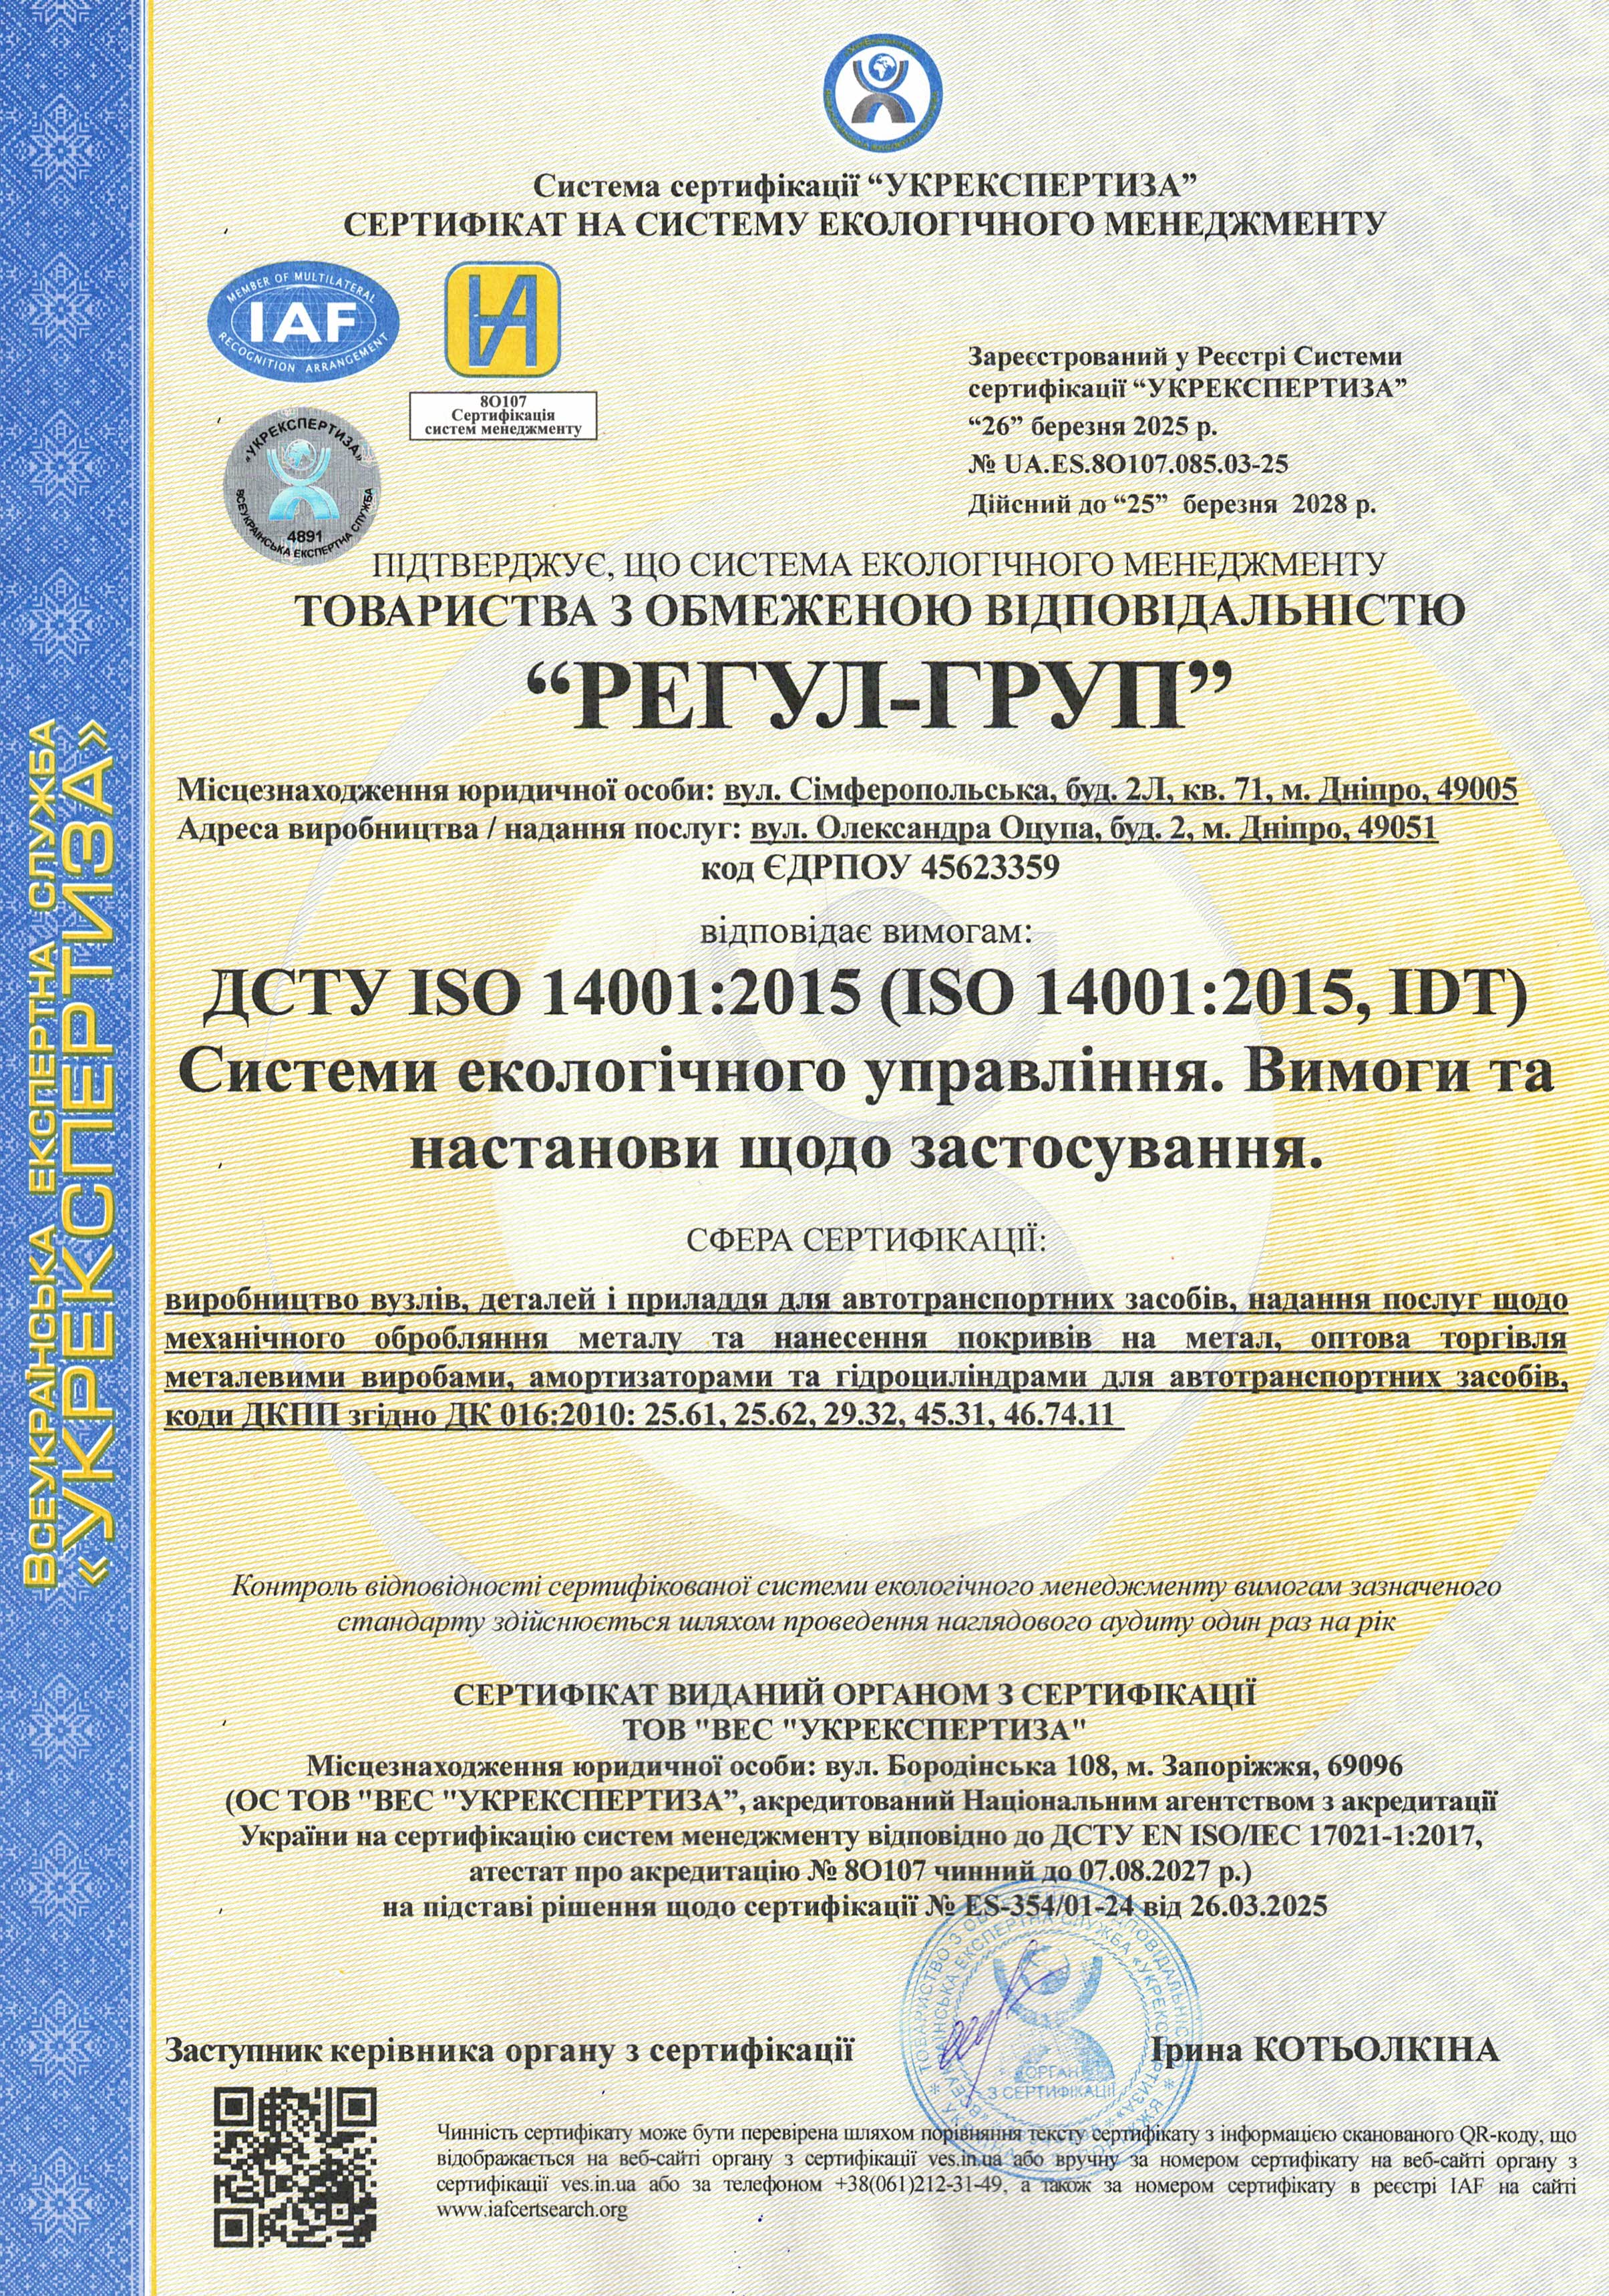 Система сертифікації “УКРЕКСПЕРТИЗА”
СЕРТИФІКАТ НА СИСТЕМУ ЕКОЛОГІЧНОГО МЕНЕДЖМЕНТУ
MEMBER OF MULTILATERAL
IAF
RECOGNITION ARRANGEMENT
8О107
Сертифікація
систем менеджменту
«УКРЕКСПЕРТИЗА»
4891
ВСЕУКРАЇНСЬКА ЕКСПЕРТНА СЛУЖБА
Зареєстрований у Реєстрі Системи
сертифікації “УКРЕКСПЕРТИЗА”
“26” березня 2025 р.
№ UA.ES.8O107.085.03-25
Дійсний до “25” березня 2028 р.
ПІДТВЕРДЖУЄ, ЩО СИСТЕМА ЕКОЛОГІЧНОГО МЕНЕДЖМЕНТУ
ТОВАРИСТВА З ОБМЕЖЕНОЮ ВІДПОВІДАЛЬНІСТЮ
“РЕГУЛ-ГРУП”
Місцезнаходження юридичної особи: вул. Сімферопольська, буд. 2Л, кв. 71, м. Дніпро, 49005
Адреса виробництва / надання послуг: вул. Олександра Оцупа, буд. 2, м. Дніпро, 49051
код ЄДРПОУ 45623359
відповідає вимогам:
ДСТУ ISO 14001:2015 (ISO 14001:2015, IDT)
Системи екологічного управління. Вимоги та
настанови щодо застосування.
СФЕРА СЕРТИФІКАЦІЇ:
виробництво вузлів, деталей і приладдя для автотранспортних засобів, надання послуг щодо
механічного обробляння металу та нанесення покривів на метал, оптова торгівля
металевими виробами, амортизаторами та гідроциліндрами для автотранспортних засобів,
коди ДКПП згідно ДК 016:2010: 25.61, 25.62, 29.32, 45.31, 46.74.11
Контроль відповідності сертифікованої системи екологічного менеджменту вимогам зазначеного
стандарту здійснюється шляхом проведення наглядового аудиту один раз на рік
СЕРТИФІКАТ ВИДАНИЙ ОРГАНОМ З СЕРТИФІКАЦІЇ
ТОВ "ВЕС "УКРЕКСПЕРТИЗА"
Місцезнаходження юридичної особи: вул. Бородінська 108, м. Запоріжжя, 69096
(ОС ТОВ "ВЕС "УКРЕКСПЕРТИЗА”, акредитований Національним агентством з акредитації
України на сертифікацію систем менеджменту відповідно до ДСТУ EN ISO/IEC 17021-1:2017,
атестат про акредитацію № 8О107 чинний до 07.08.2027 р.)
на підставі рішення щодо сертифікації № ES-354/01-24 від 26.03.2025
Заступник керівника органу з сертифікації
Ірина КОТЬОЛКІНА
ОРГАН
З СЕРТИФІКАЦІЇ
Чинність сертифікату може бути перевірена шляхом порівняння тексту сертифікату з інформацією сканованого QR-коду, що
відображається на веб-сайті органу з сертифікації ves.in.ua або вручну за номером сертифікату на веб-сайті органу з
сертифікації ves.in.ua або за телефоном +38(061)212-31-49, а також за номером сертифікату в реєстрі IAF на сайті
www.iafcertsearch.org
ВСЕУКРАЇНСЬКА ЕКСПЕРТНА СЛУЖБА
«УКРЕКСПЕРТИЗА»